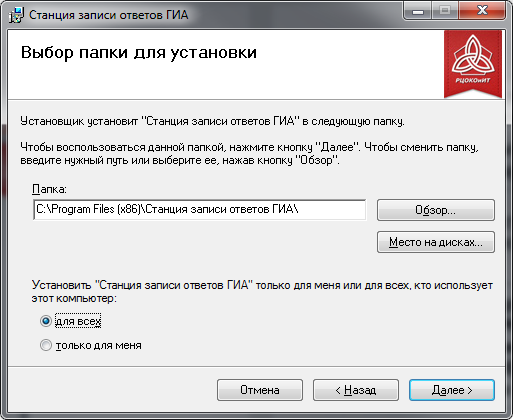 Станция записи ответов ГИА
Выбор папки для установки
РЦОКОиИТ
Установщик установит "Станция записи ответов ГИА" в следующую папку.
Чтобы воспользоваться данной папкой, нажмите кнопку "Далее". Чтобы сменить папку,
введите нужный путь или выберите ее, нажав кнопку "Обзор".
Папка:
C:\Program Files (x86)\Станция записи ответов ГИА\
Обзор...
Место на дисках...
Установить "Станция записи ответов ГИА" только для меня или для всех, кто использует
этот компьютер:
для всех
только для меня
Отмена
< Назад
Далее >